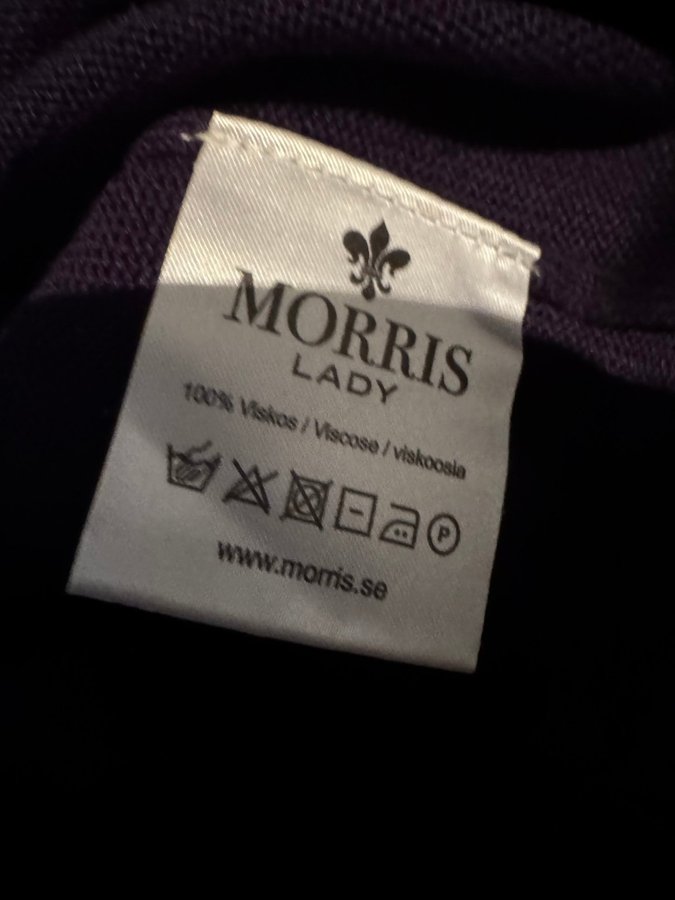 MORRIS
LADY
100% Viskos / Viscose / viskoosia
P
www.morris.se